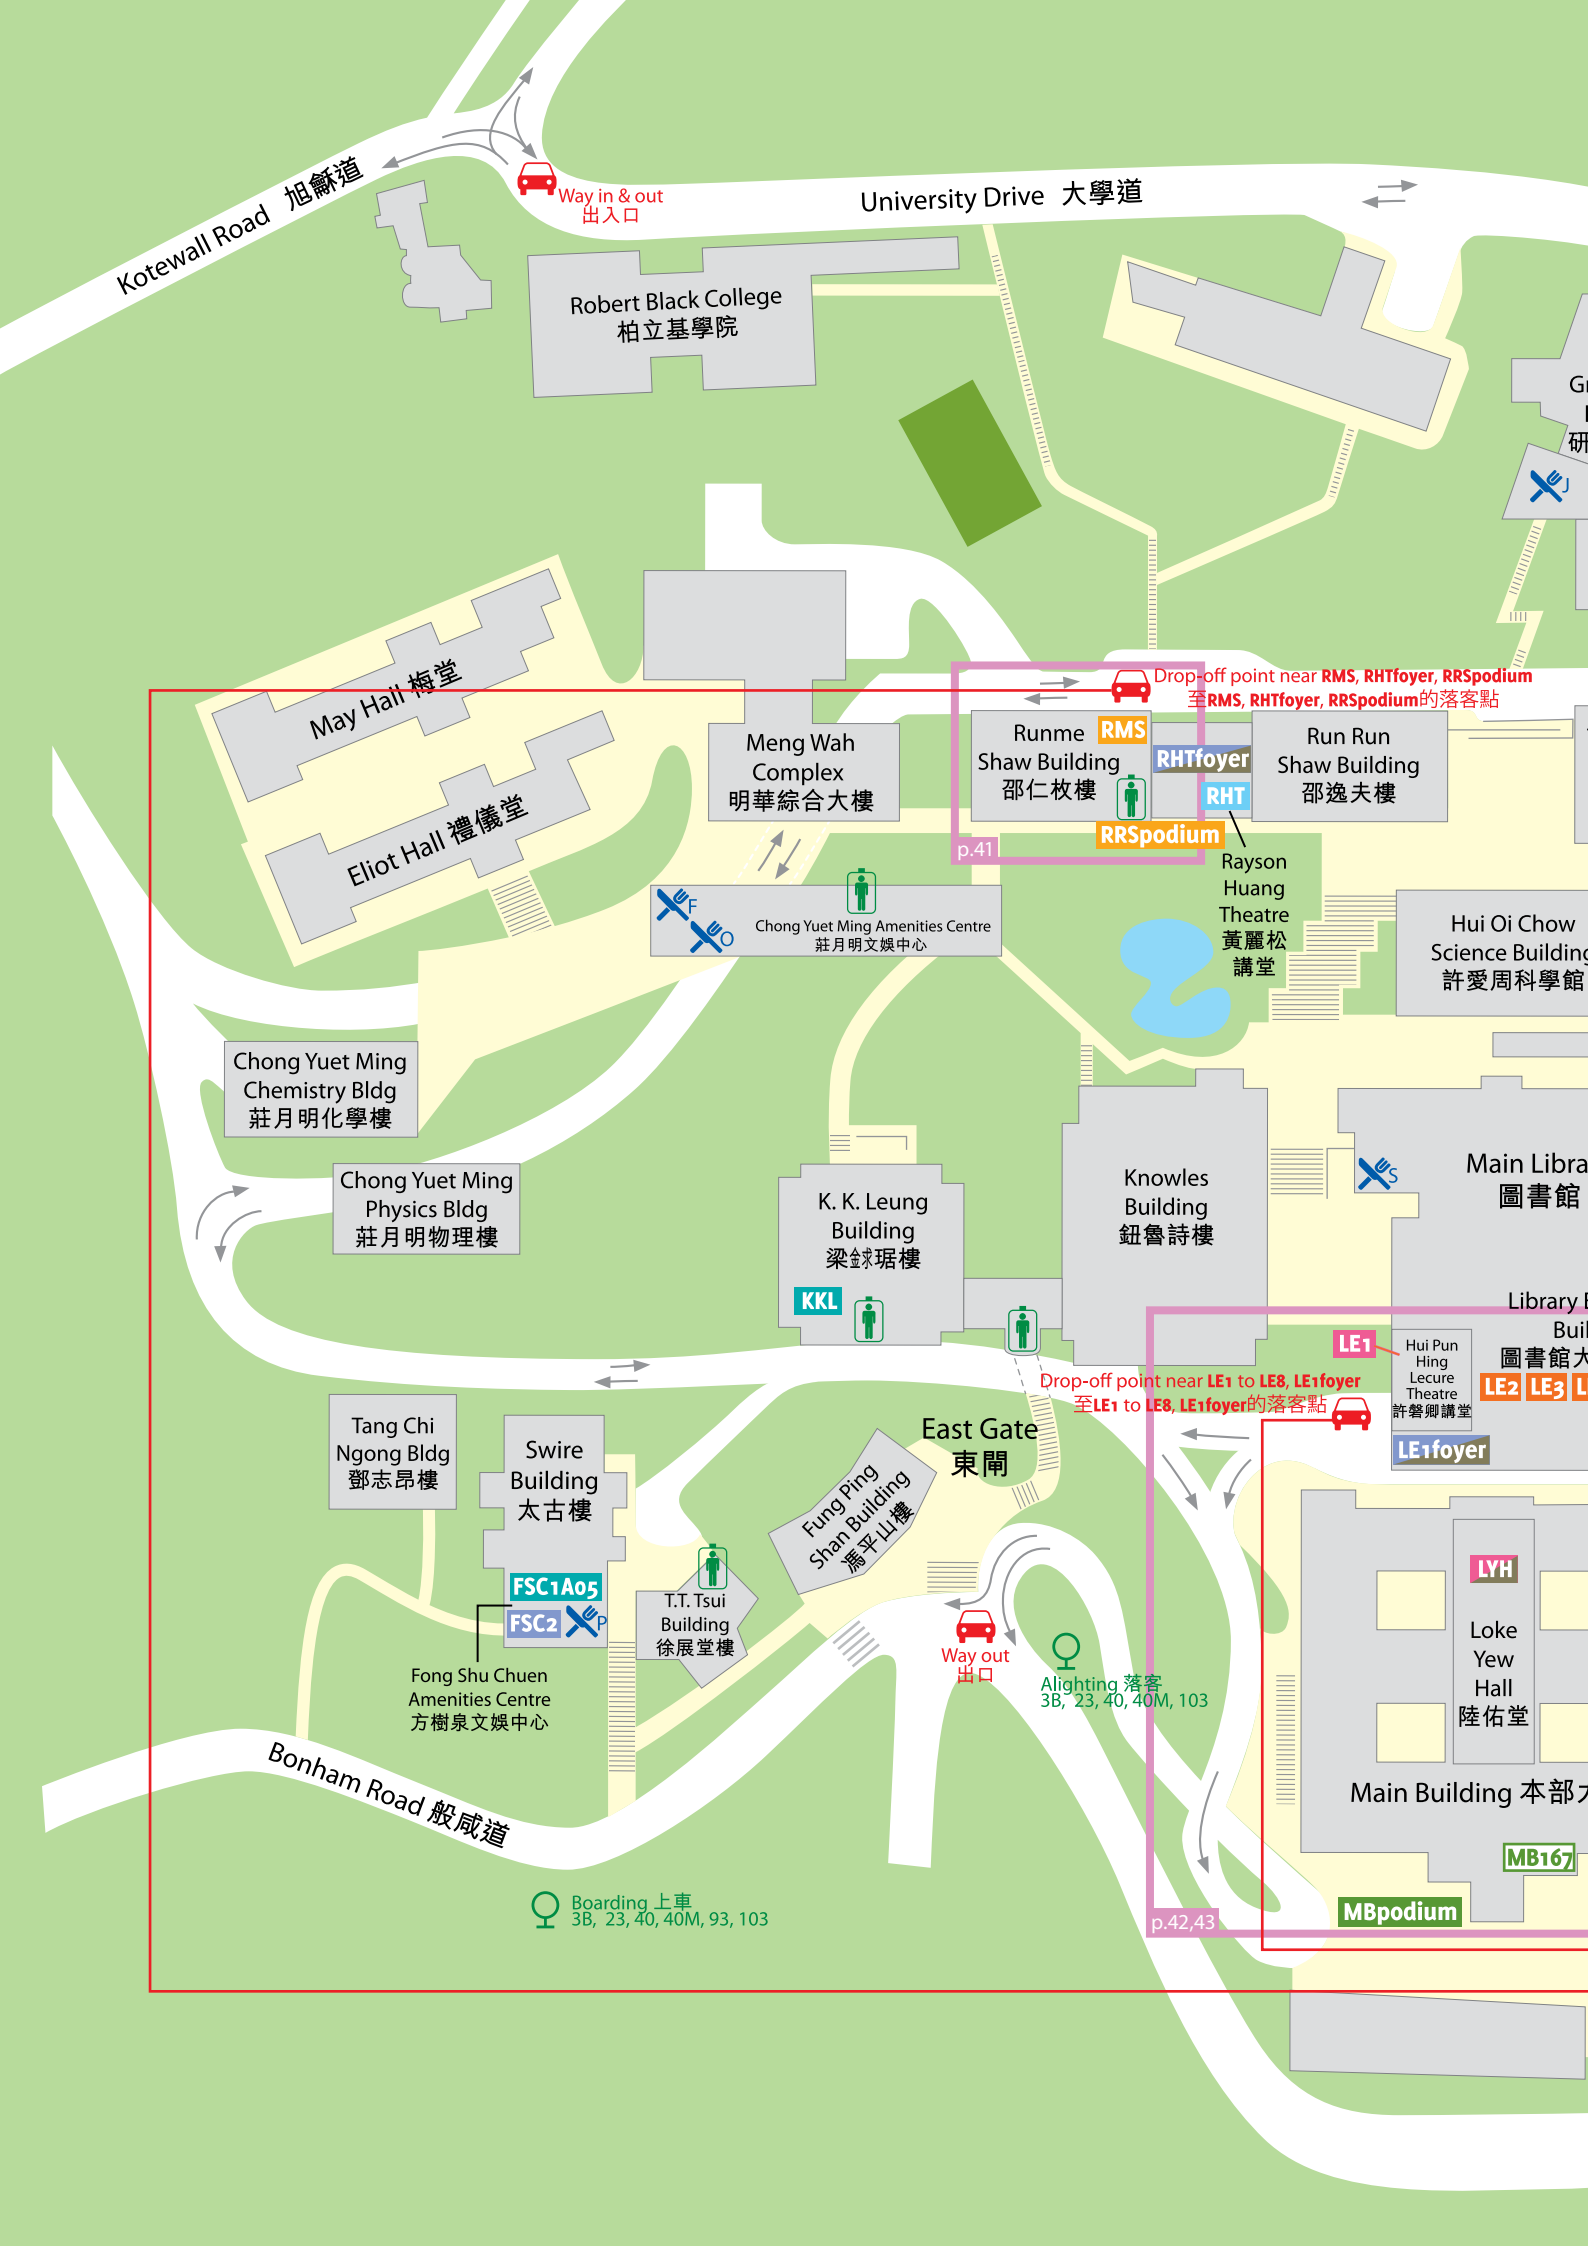 Kotewall Road 旭龢道
Way in & out
出入口
University Drive 大學道
Robert Black College
柏立基學院
Gr
研
J
May Hall 梅堂
Eliot Hall 禮儀堂
Meng Wah
Complex
明華綜合大樓
Drop-off point near RMS, RHTfoyer, RRSpodium
至RMS, RHTfoyer, RRSpodium的落客點
Runme
Shaw Building
邵仁枚樓
RMS
RHTfoyer
RHT
Run Run
Shaw Building
邵逸夫樓
RRSpodium
p.41
Rayson
Huang
Theatre
黃麗松
講堂
F
O
Chong Yuet Ming Amenities Centre
莊月明文娛中心
Hui Oi Chow
Science Building
許愛周科學館
Chong Yuet Ming
Chemistry Bldg
莊月明化學樓
Chong Yuet Ming
Physics Bldg
莊月明物理樓
K. K. Leung
Building
梁銶琚樓
KKL
Knowles
Building
鈕魯詩樓
S
Main Libra
圖書館
Library E
Buil
圖書館大
LE1
Hui Pun
Hing
Lecure
Theatre
許磐卿講堂
LE2 LE3 L
LE1foyer
Drop-off point near LE1 to LE8, LE1foyer
至LE1 to LE8, LE1foyer的落客點
East Gate
東閘
Tang Chi
Ngong Bldg
鄧志昂樓
Swire
Building
太古樓
FSC1A05
FSC2
P
Fong Shu Chuen
Amenities Centre
方樹泉文娛中心
Fung Ping
Shan Building
馮平山樓
T.T. Tsui
Building
徐展堂樓
Way out
出口
Alighting 落客
3B, 23, 40, 40M, 103
LYH
Loke
Yew
Hall
陸佑堂
Main Building 本部大
MB167
MBpodium
p.42,43
Bonham Road 般咸道
Boarding 上車
3B, 23, 40, 40M, 93, 103